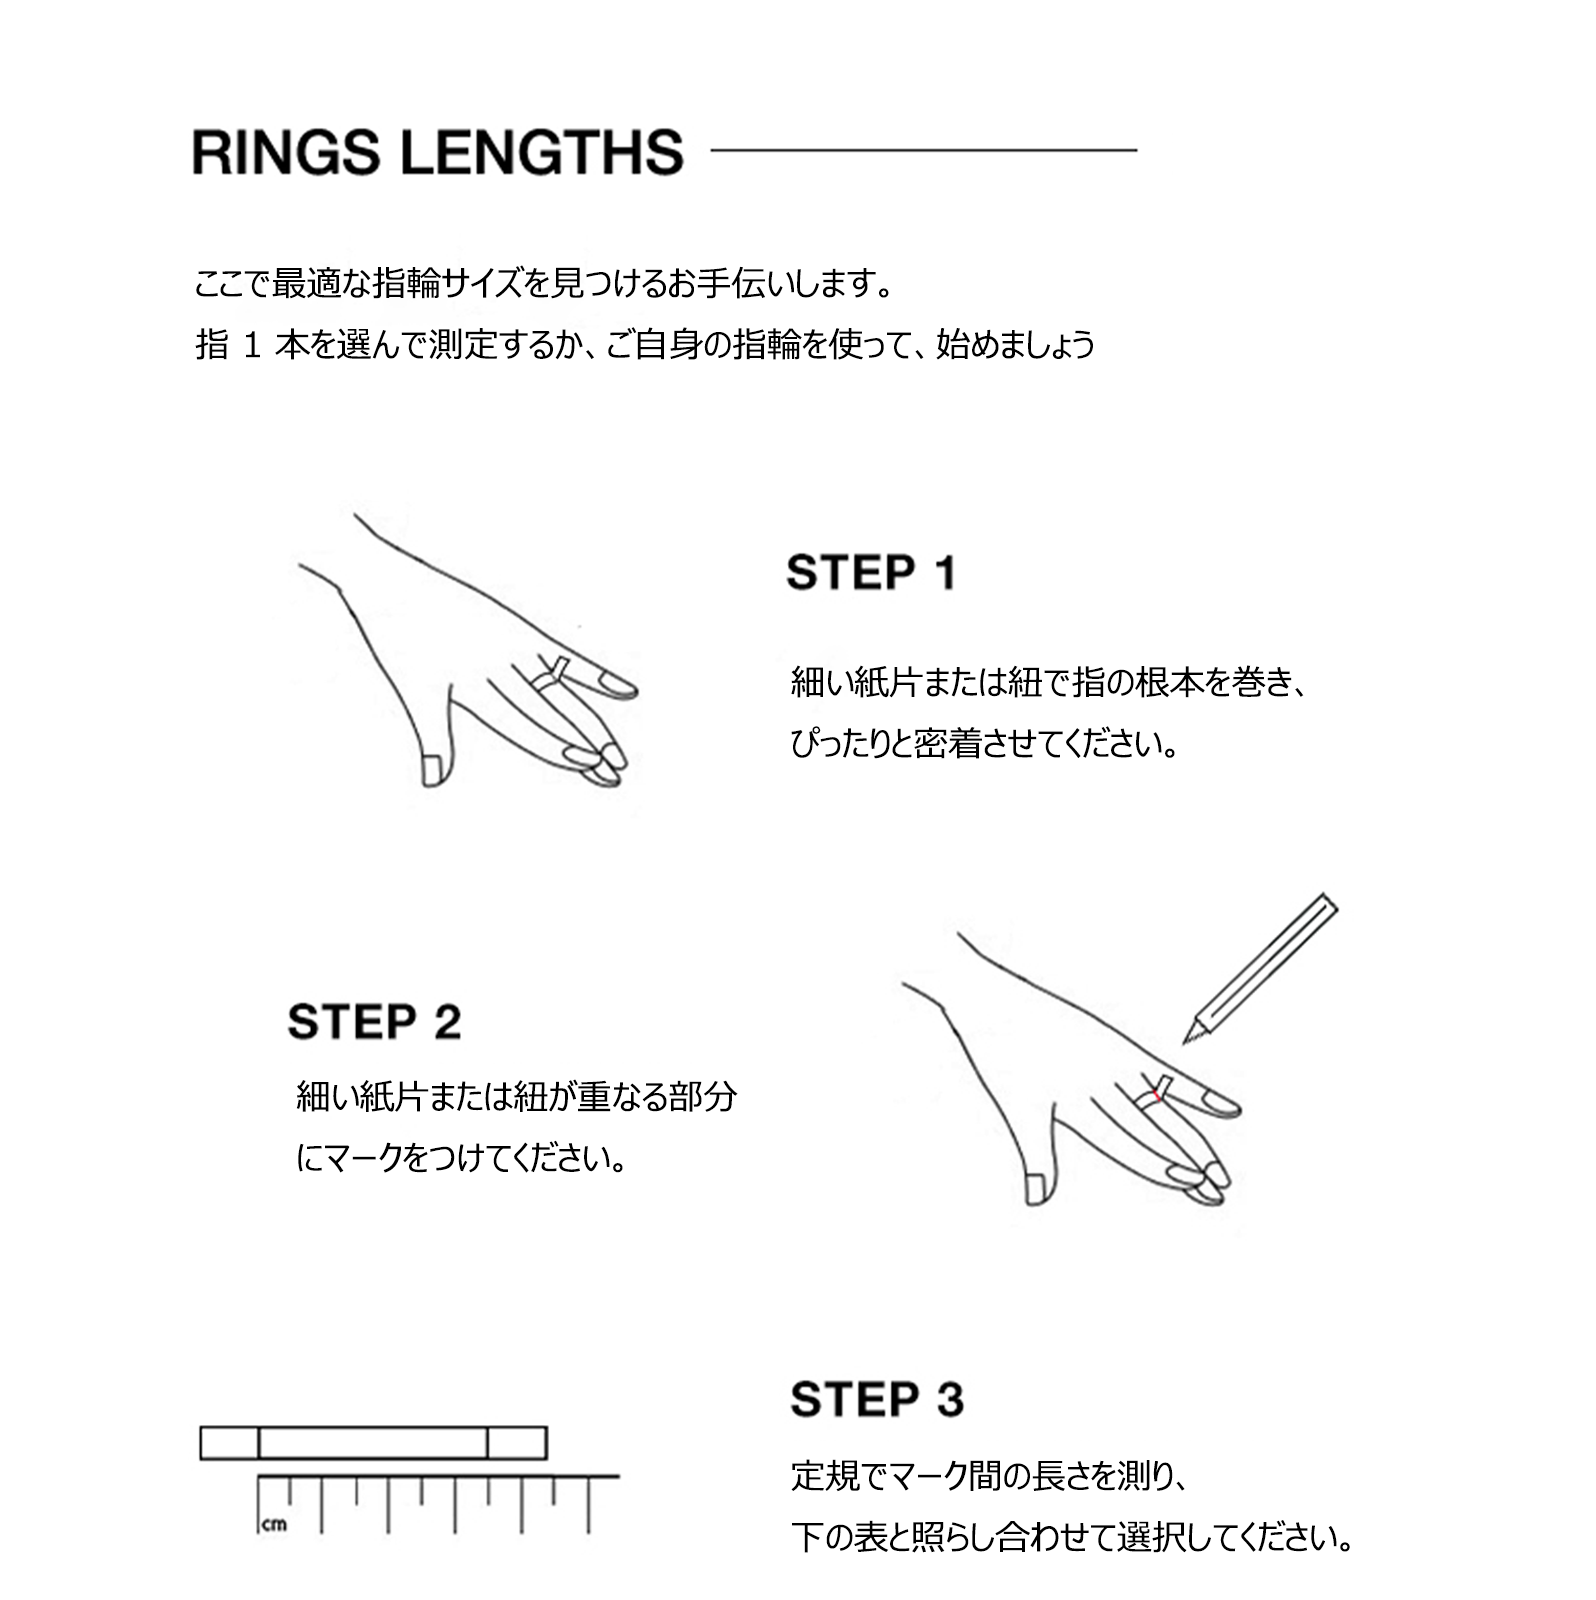 RINGS LENGTHS
ここで最適な指輪サイズを見つけるお手伝いします。
指 1 本を選んで測定するか、ご自身の指輪を使って、始めましょう
STEP 1
細い紙片または紐で指の根本を巻き、
ぴったりと密着させてください。
STEP 2
細い紙片または紐が重なる部分
にマークをつけてください。
STEP 3
定規でマーク間の長さを測り、
下の表と照らし合わせて選択してください。
cm